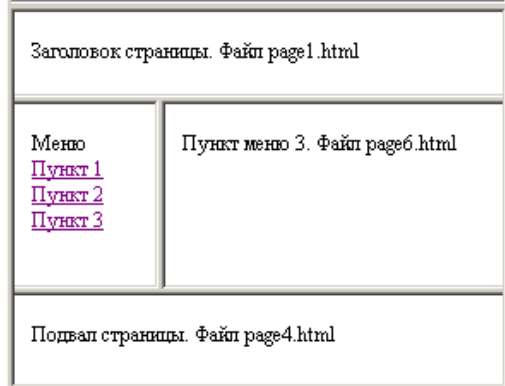 Заголовок страницы. Файл page1.html
Меню
Пункт 1
Пункт 2
Пункт 3
Пункт меню 3. Файл page6.html
Подвал страницы. Файл page4.html